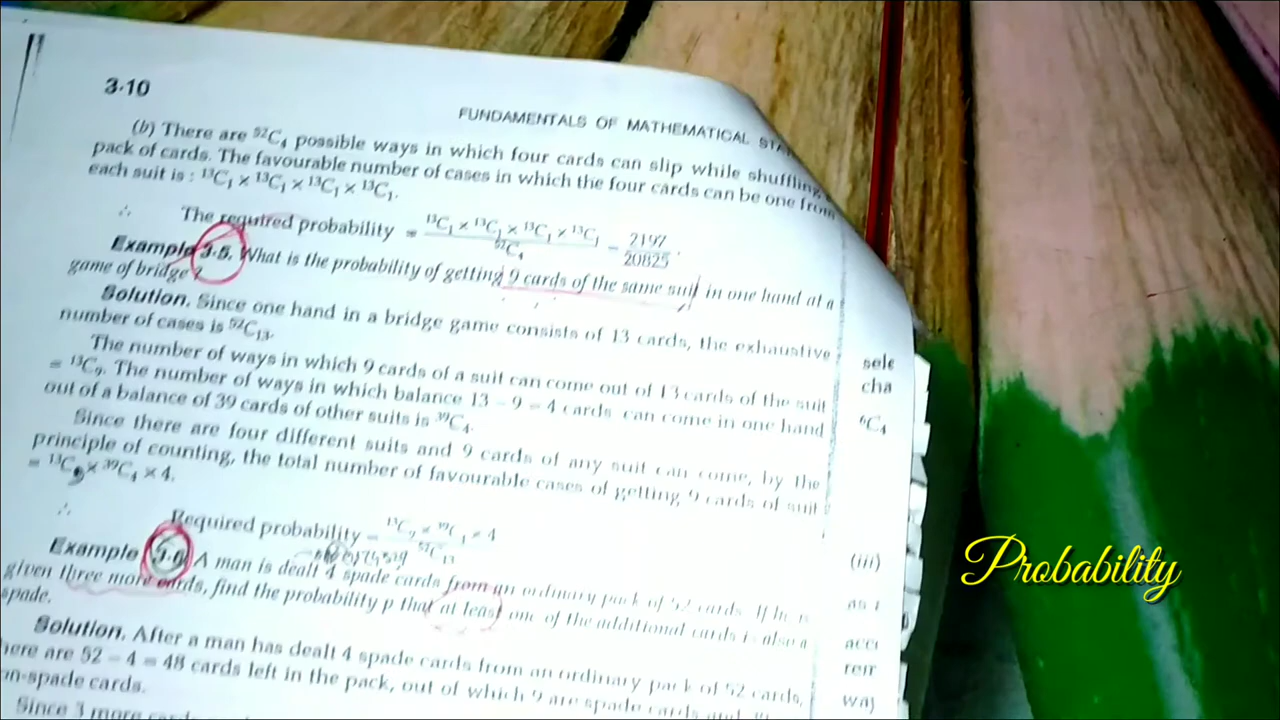 3·10
FUNDAMENTALS OF MATHEMATICAL STA
(b) There are ⁵²C₄ possible ways in which four cards can slip while shuffling
pack of cards. The favourable number of cases in which the four cards can be one from
each suit is : ¹³C₁ × ¹³C₁ × ¹³C₁ × ¹³C₁.
∴ The required probability = ¹³C₁ × ¹³C₁ × ¹³C₁ × ¹³C₁ / ⁵²C₄ = 2197 / 20825 .
Example 3·5. What is the probability of getting 9 cards of the same suit in one hand at a
game of bridge ?
Solution. Since one hand in a bridge game consists of 13 cards, the exhaustive
number of cases is ⁵²C₁₃.
The number of ways in which 9 cards of a suit can come out of 13 cards of the suit
= ¹³C₉. The number of ways in which balance 13 – 9 = 4 cards can come in one hand
out of a balance of 39 cards of other suits is ³⁹C₄.
Since there are four different suits and 9 cards of any suit can come, by the
principle of counting, the total number of favourable cases of getting 9 cards of suit
= ¹³C₉ × ³⁹C₄ × 4.
∴ Required probability = ¹³C₉ × ³⁹C₄ × 4 / ⁵²C₁₃
Example 3·6. A man is dealt 4 spade cards from an ordinary pack of 52 cards. If he is
given three more cards, find the probability p that at least one of the additional cards is also a
spade.
Solution. After a man has dealt 4 spade cards from an ordinary pack of 52 cards,
here are 52 – 4 = 48 cards left in the pack, out of which 9 are spade cards and
on-spade cards.
Since 3 more
sele
cha
⁶C₄
(iii)
as t
acci
rem
way
Probability